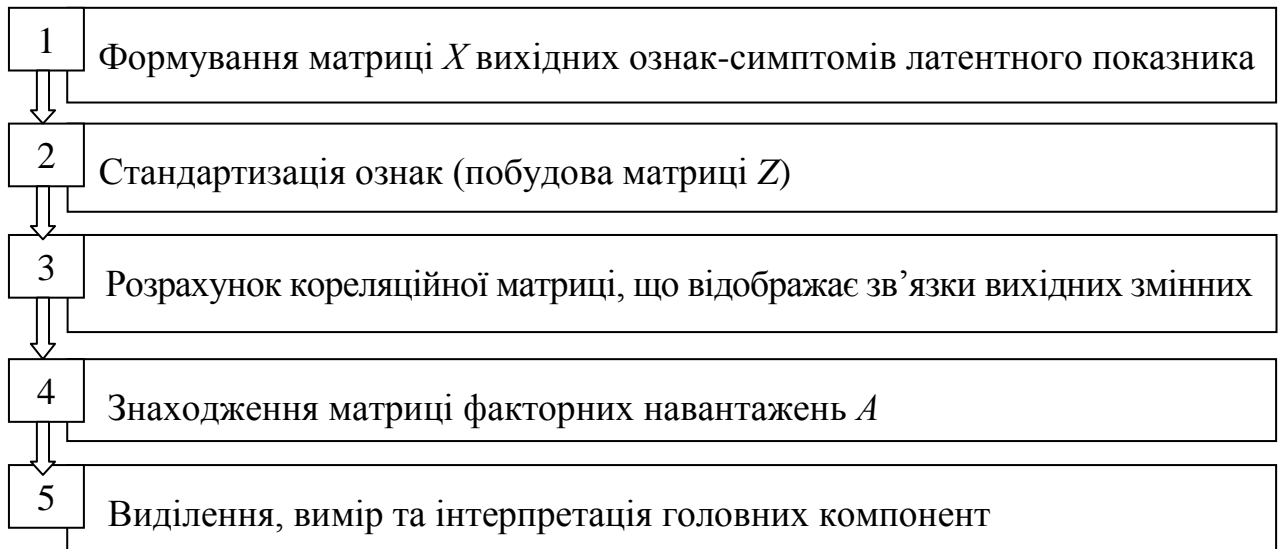 1
Формування матриці X вихідних ознак-симптомів латентного показника
2
Стандартизація ознак (побудова матриці Z)
3
Розрахунок кореляційної матриці, що відображає зв’язки вихідних змінних
4
Знаходження матриці факторних навантажень A
5
Виділення, вимір та інтерпретація головних компонент